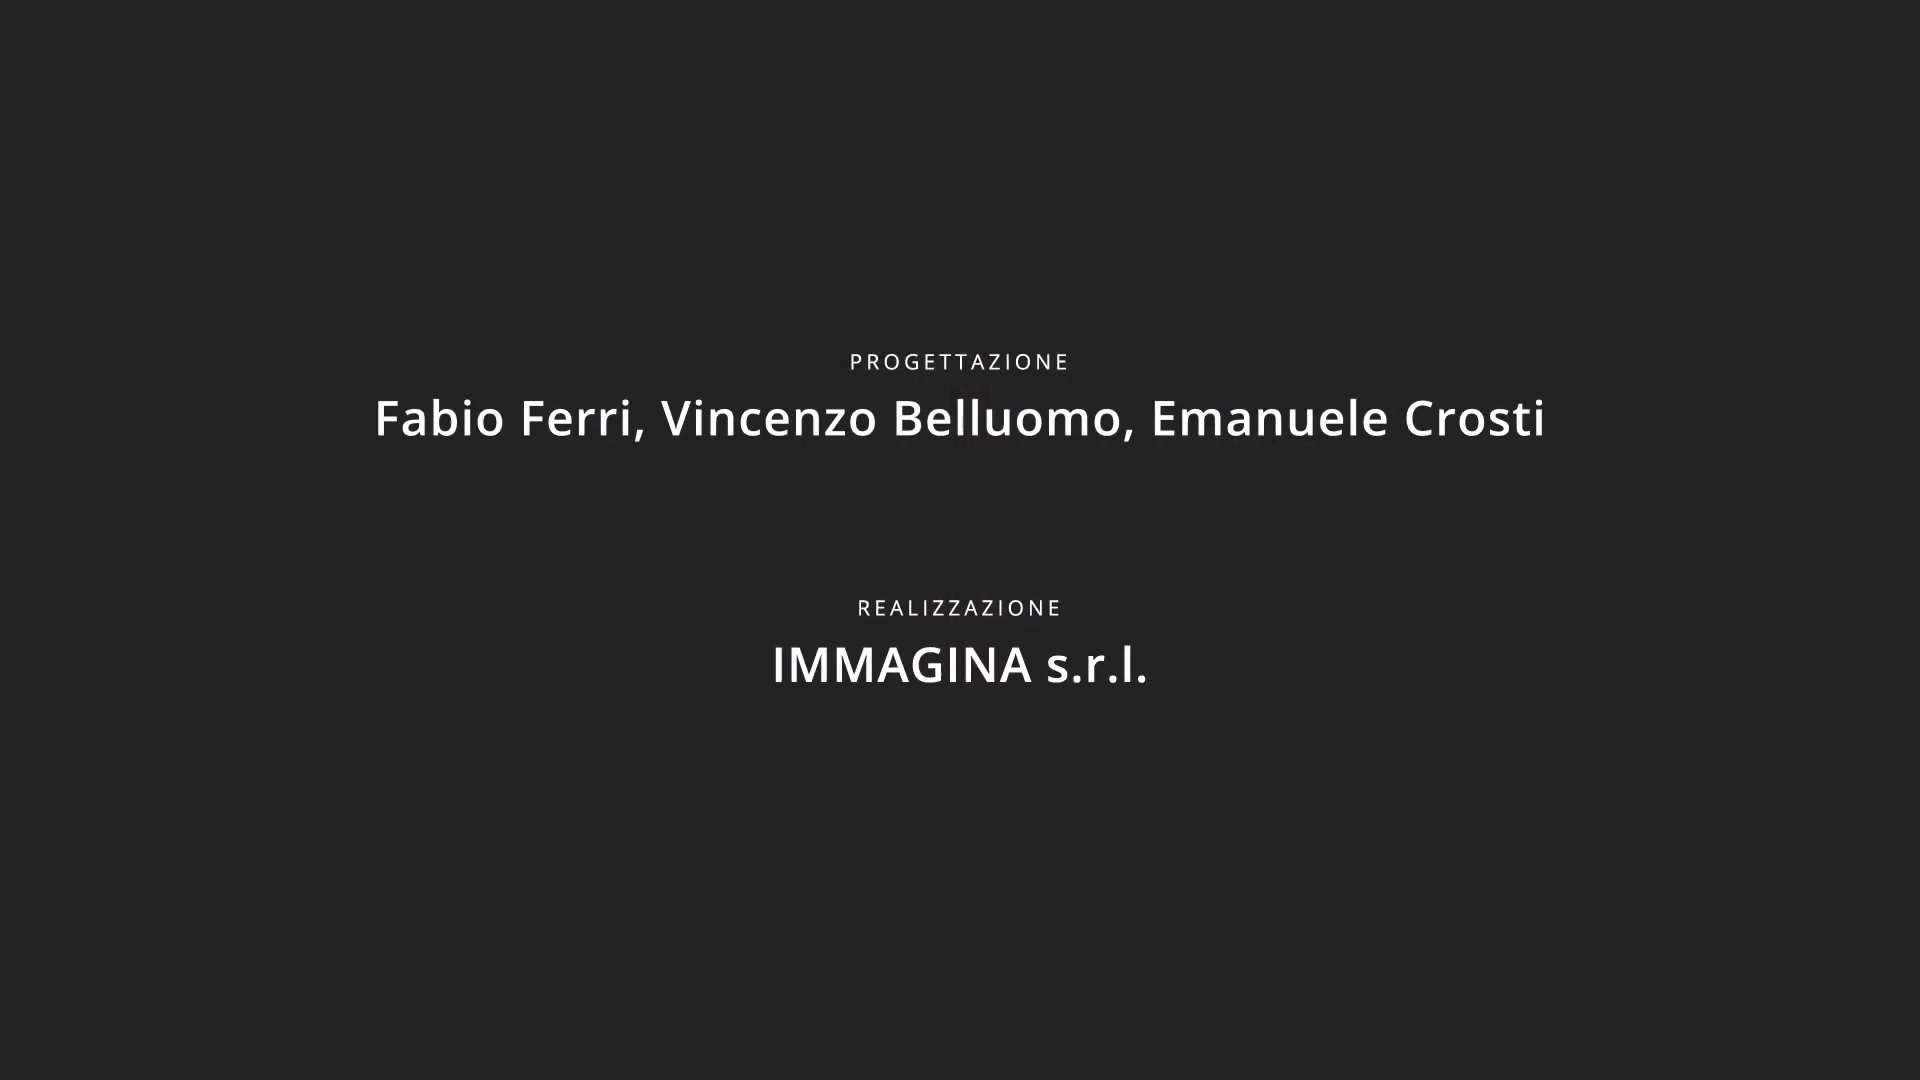 PROGETTAZIONE
Fabio Ferri, Vincenzo Belluomo, Emanuele Crosti
REALIZZAZIONE
IMMAGINA s.r.l.